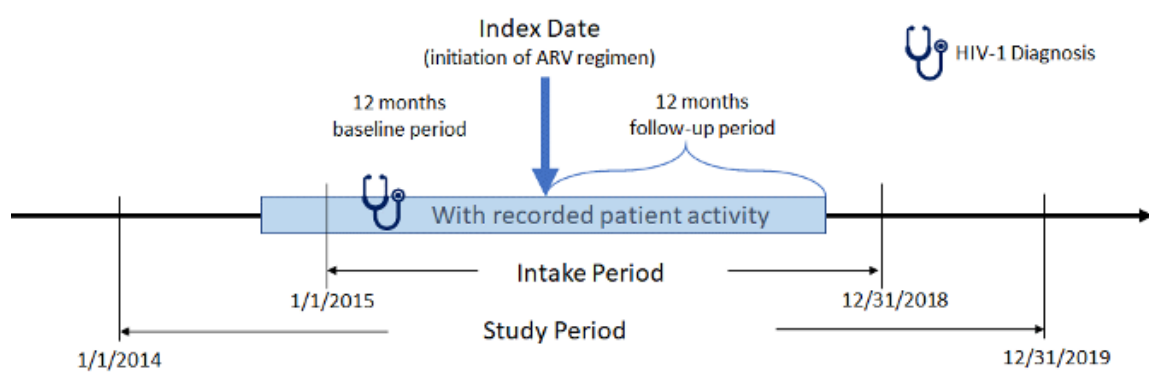 Index Date
(initiation of ARV regimen)
HIV-1 Diagnosis
12 months
baseline period
12 months
follow-up period
With recorded patient activity
Intake Period
1/1/2015
12/31/2018
Study Period
1/1/2014
12/31/2019